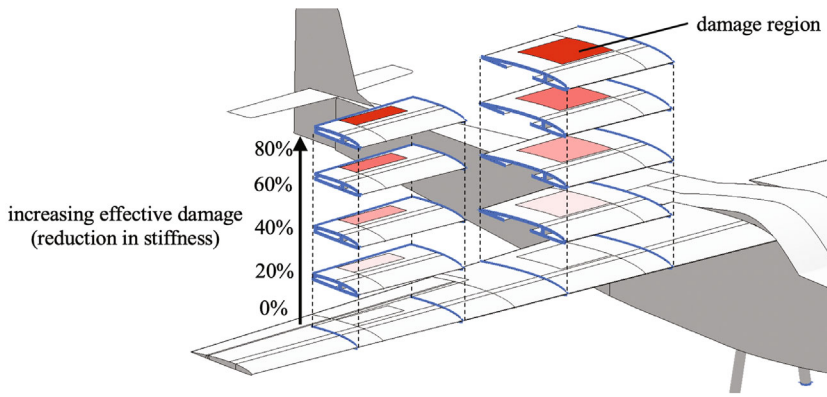 damage region
80%
60%
increasing effective damage
(reduction in stiffness)
40%
20%
0%